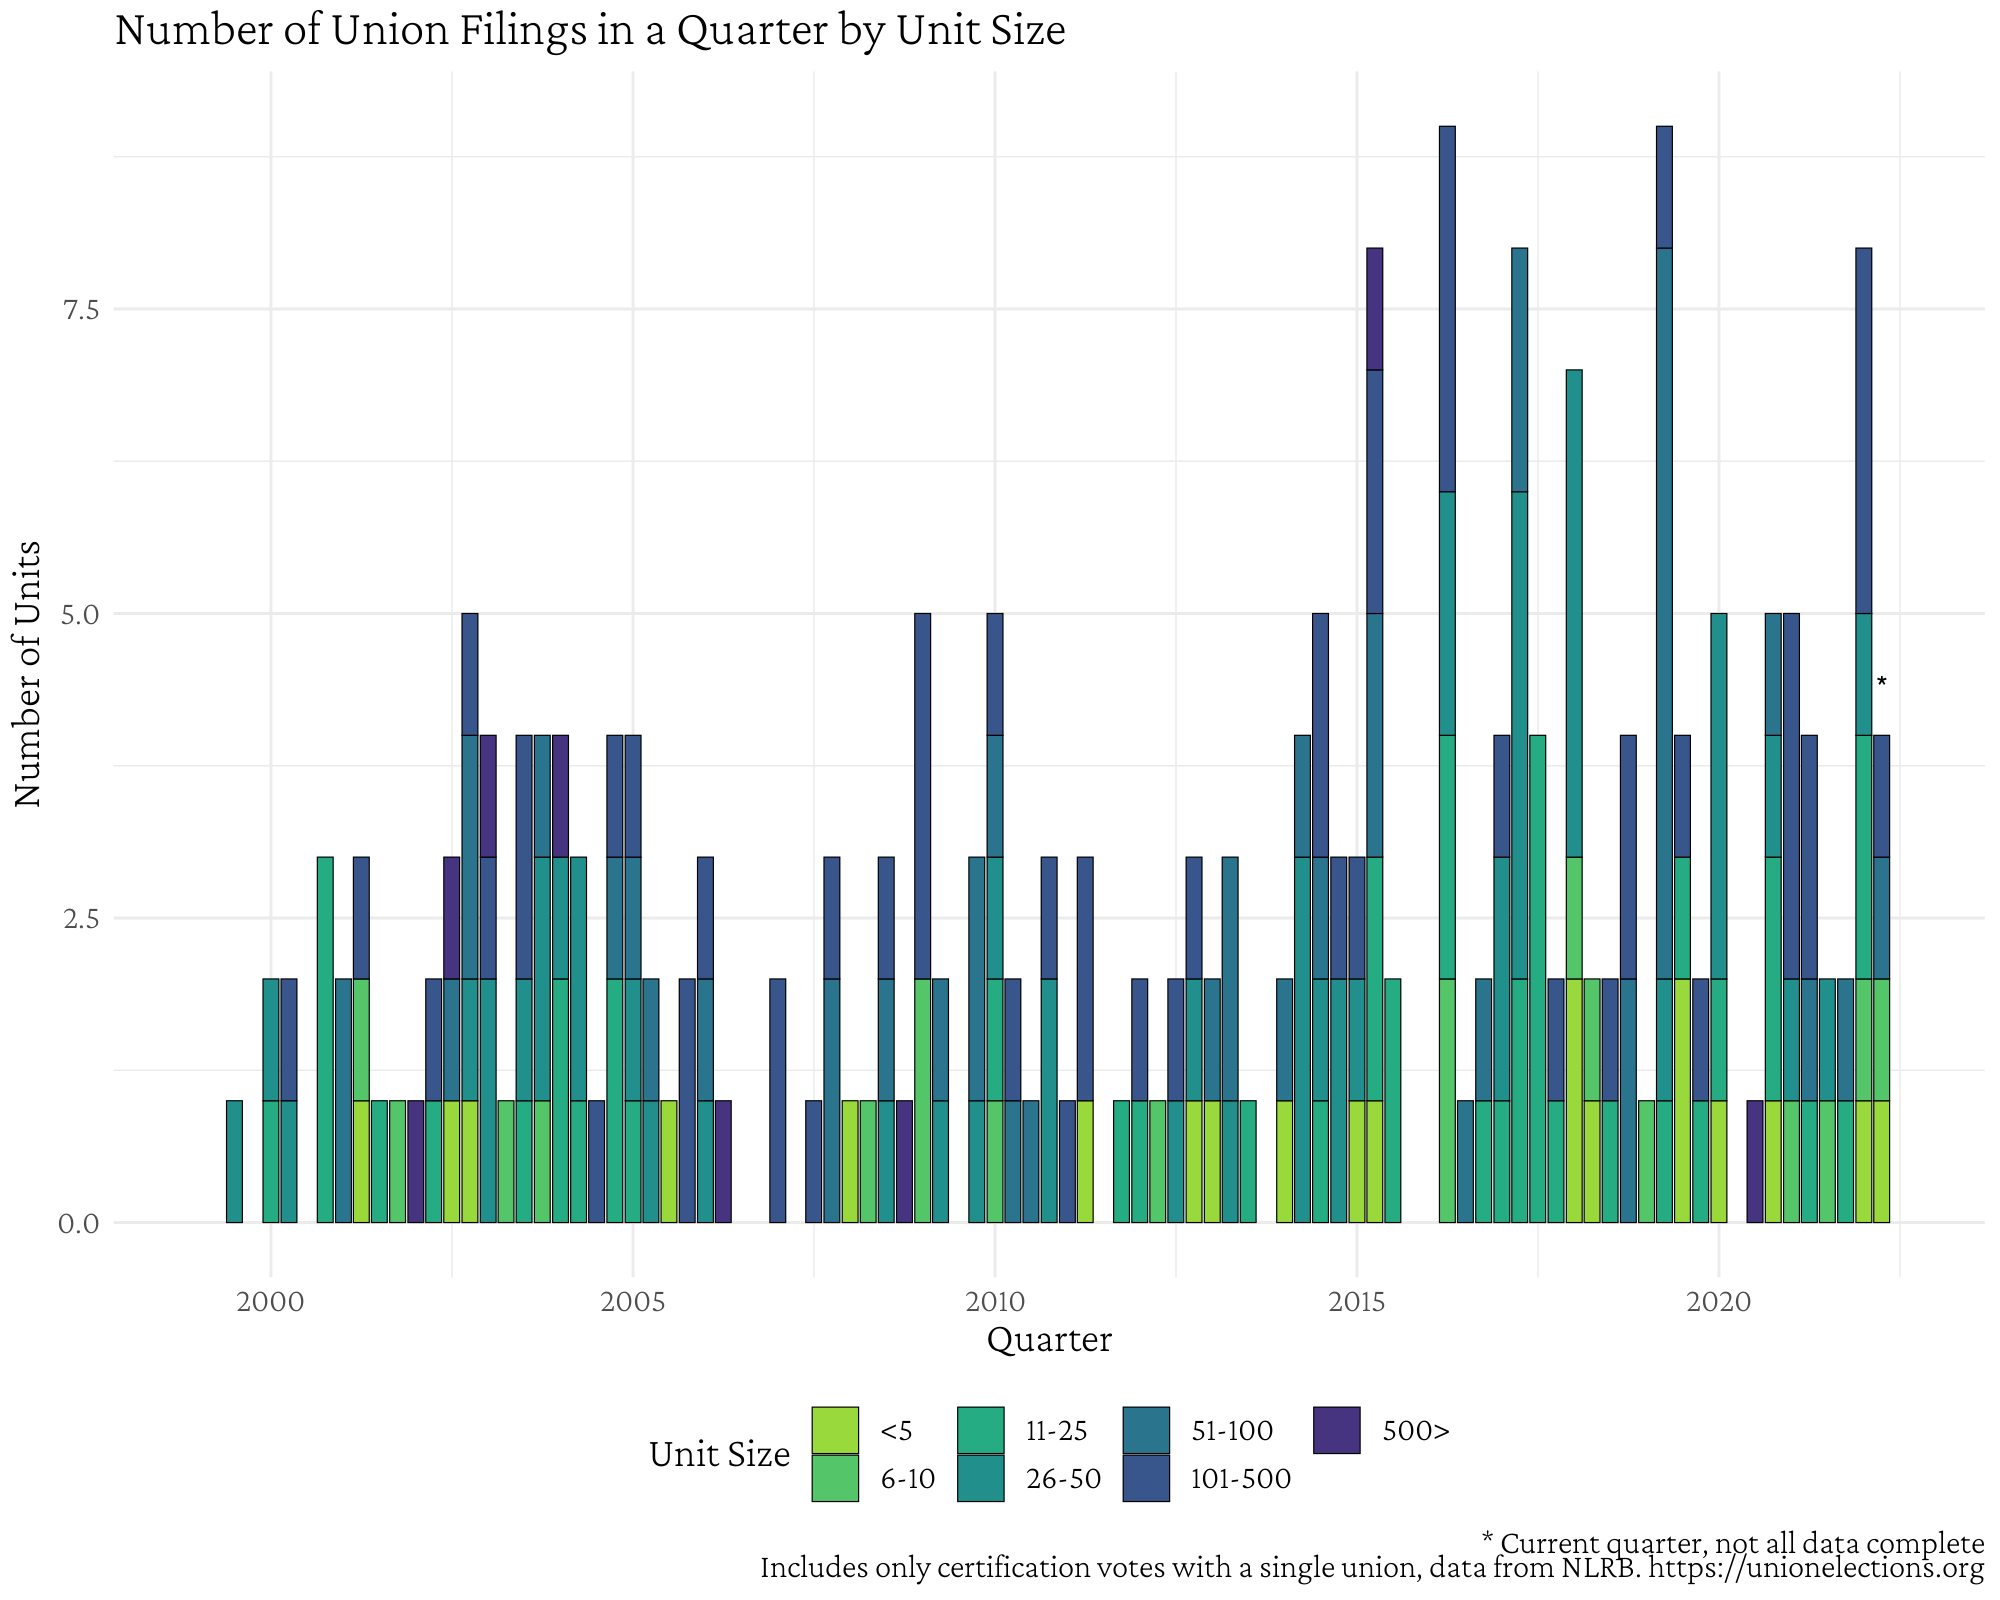 Number of Union Filings in a Quarter by Unit Size
Number of Units
7.5
5.0
2.5
0.0
*
2000 2005 2010 2015 2020
Quarter
Unit Size
<5 11-25 51-100 500>
6-10 26-50 101-500
* Current quarter, not all data complete
Includes only certification votes with a single union, data from NLRB. https://unionelections.org